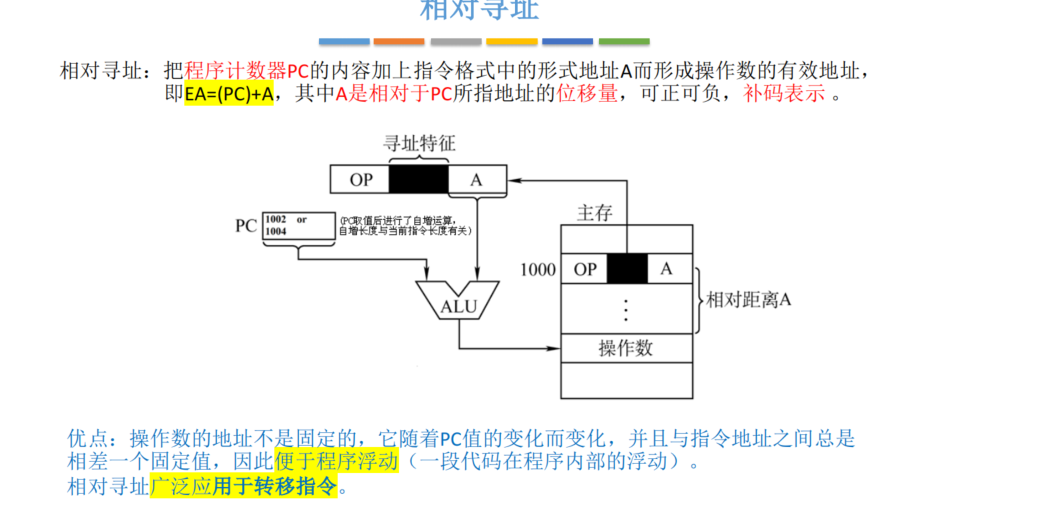 相对寻址
相对寻址：把程序计数器PC的内容加上指令格式中的形式地址A而形成操作数的有效地址，
即EA=(PC)+A，其中A是相对于PC所指地址的位移量，可正可负，补码表示 。
寻址特征
OP A
主存
PC 1002 or
1004
(PC取值后进行了自增运算，
自增长度与当前指令长度有关)
1000 OP A
ALU
相对距离A
操作数
优点：操作数的地址不是固定的，它随着PC值的变化而变化，并且与指令地址之间总是
相差一个固定值，因此便于程序浮动（一段代码在程序内部的浮动）。
相对寻址广泛应用于转移指令。